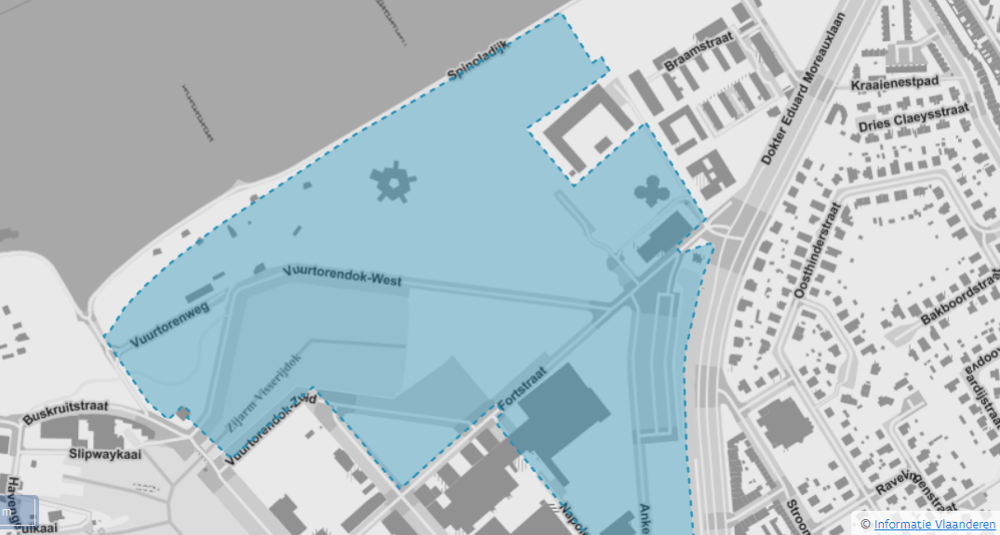 Spinoladijk
Braamstraat
Dokter Eduard Moreauxlaan
Kraaienestpad
Dries Claeysstraat
Oosthinderstraat
Bakboordstraat
Vuurtorendok-West
Vuurtorenweg
Zijarm Visserijdok
Vuurtorendok-Zuid
Fortstraat
Buskruitstraat
Slipwaykaai
m
© Informatie Vlaanderen